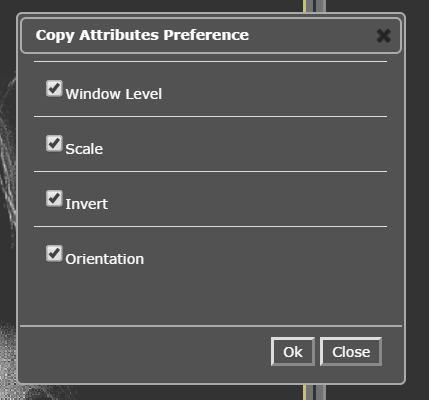 Copy Attributes Preference
Window Level
Scale
Invert
Orientation
Ok Close